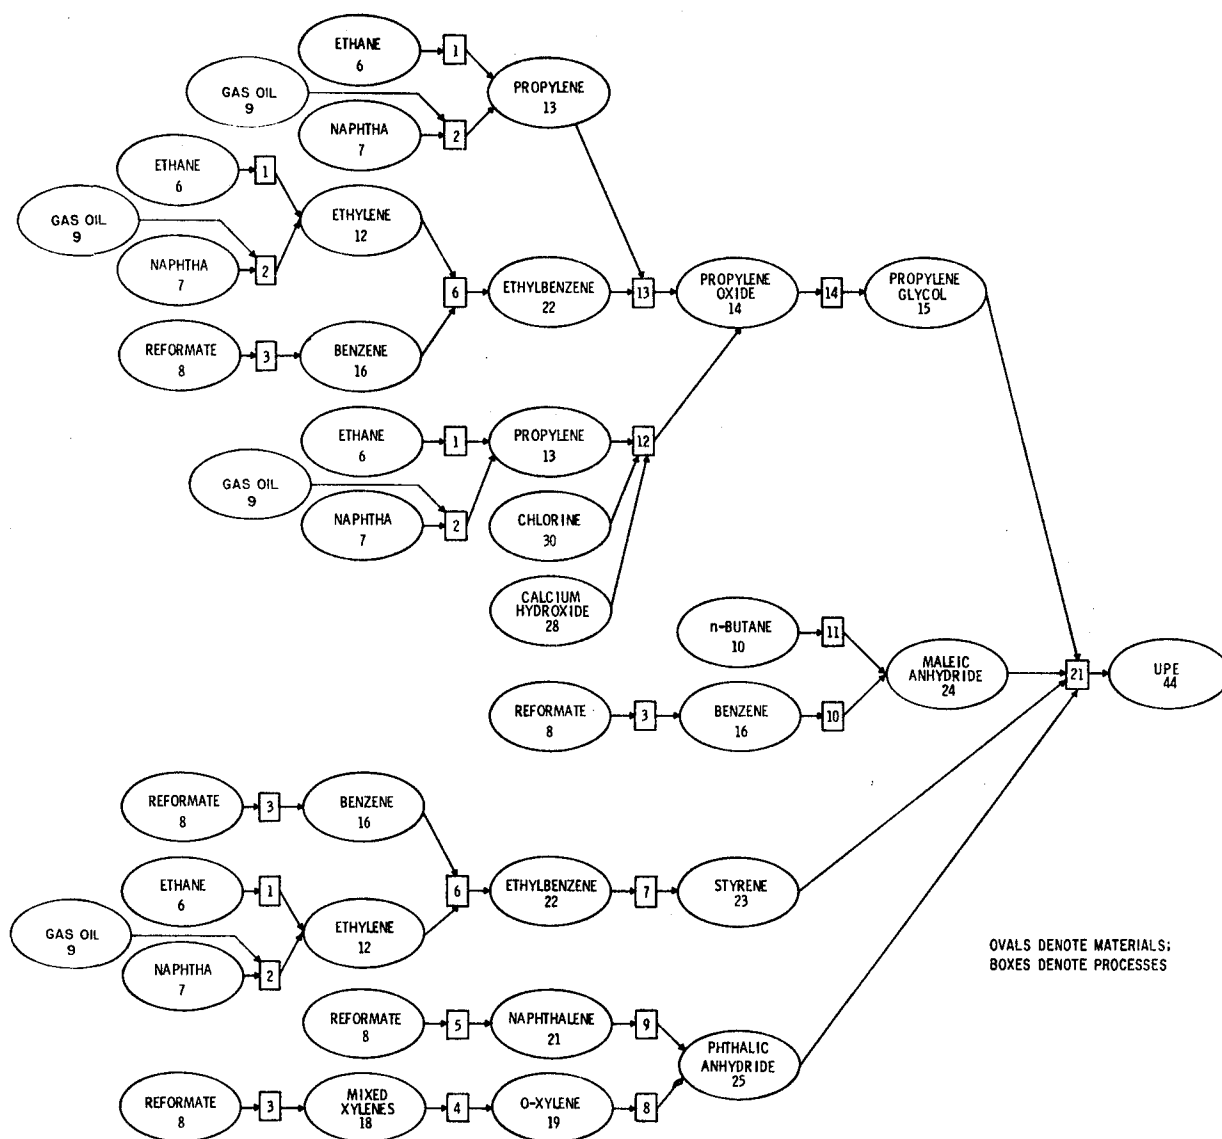 ETHANE
6
1
GAS OIL
9
PROPYLENE
13
NAPHTHA
7
2
ETHANE
6
1
GAS OIL
9
ETHYLENE
12
NAPHTHA
7
2
6
ETHYLBENZENE
22
13
PROPYLENE
OXIDE
14
14
PROPYLENE
GLYCOL
15
REFORMATE
8
3
BENZENE
16
ETHANE
6
1
PROPYLENE
13
12
GAS OIL
9
NAPHTHA
7
2
CHLORINE
30
CALCIUM
HYDROXIDE
28
n-BUTANE
10
11
MALEIC
ANHYDRIDE
24
21
UPE
44
REFORMATE
8
3
BENZENE
16
10
REFORMATE
8
3
BENZENE
16
ETHANE
6
1
6
ETHYLBENZENE
22
7
STYRENE
23
GAS OIL
9
ETHYLENE
12
NAPHTHA
7
2
OVALS DENOTE MATERIALS;
BOXES DENOTE PROCESSES
REFORMATE
8
5
NAPHTHALENE
21
9
PHTHALIC
ANHYDRIDE
25
REFORMATE
8
3
MIXED
XYLENES
18
4
O-XYLENE
19
8